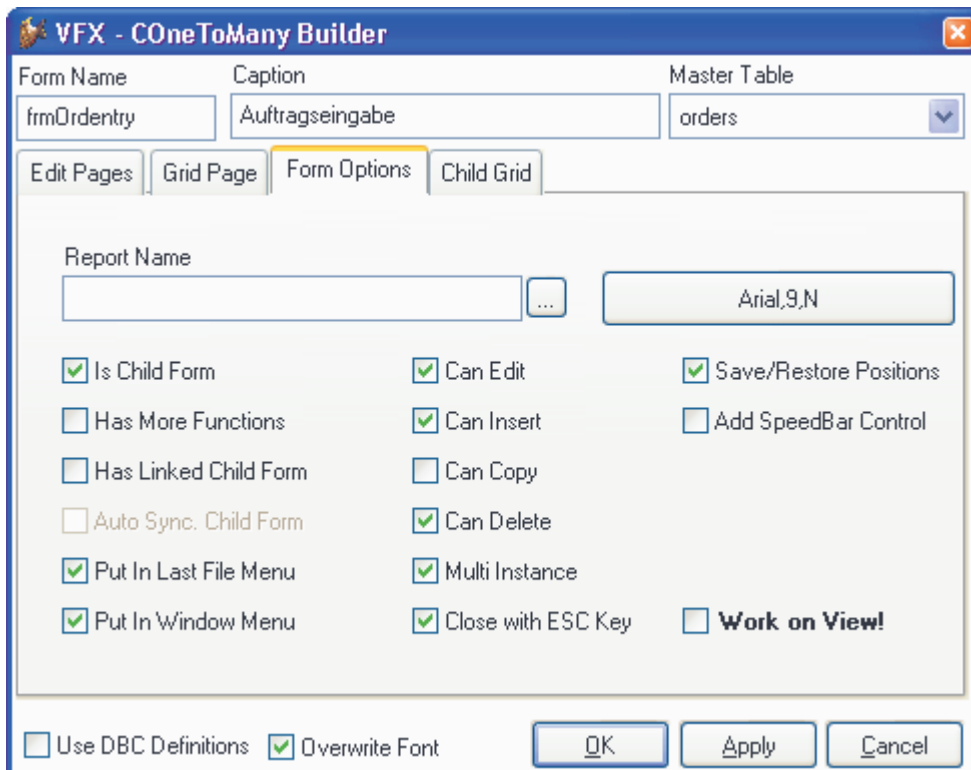 VFX - COneToMany Builder
Form Name Caption Master Table
frmOrdentry Auftragseingabe orders
Edit Pages Grid Page Form Options Child Grid
Report Name
... Arial,9,N
Is Child Form Can Edit Save/Restore Positions
Has More Functions Can Insert Add SpeedBar Control
Has Linked Child Form Can Copy
Auto Sync. Child Form Can Delete
Put In Last File Menu Multi Instance
Put In Window Menu Close with ESC Key Work on View!
Use DBC Definitions Overwrite Font OK Apply Cancel